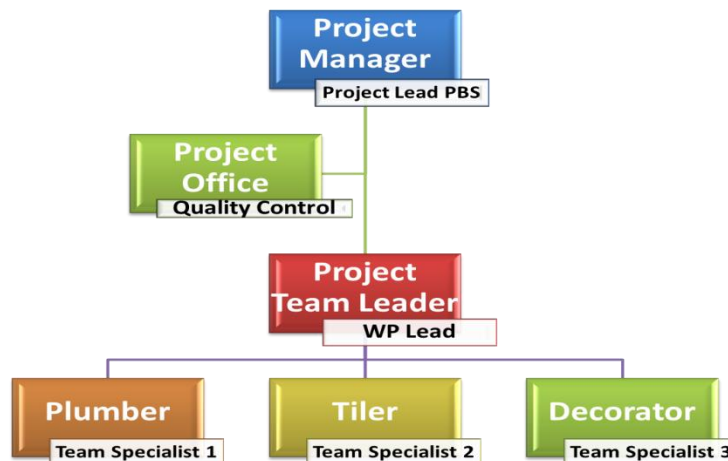 Project
Manager
Project Lead PBS
Project
Office
Quality Control
Project
Team Leader
WP Lead
Plumber
Team Specialist 1
Tiler
Team Specialist 2
Decorator
Team Specialist 3